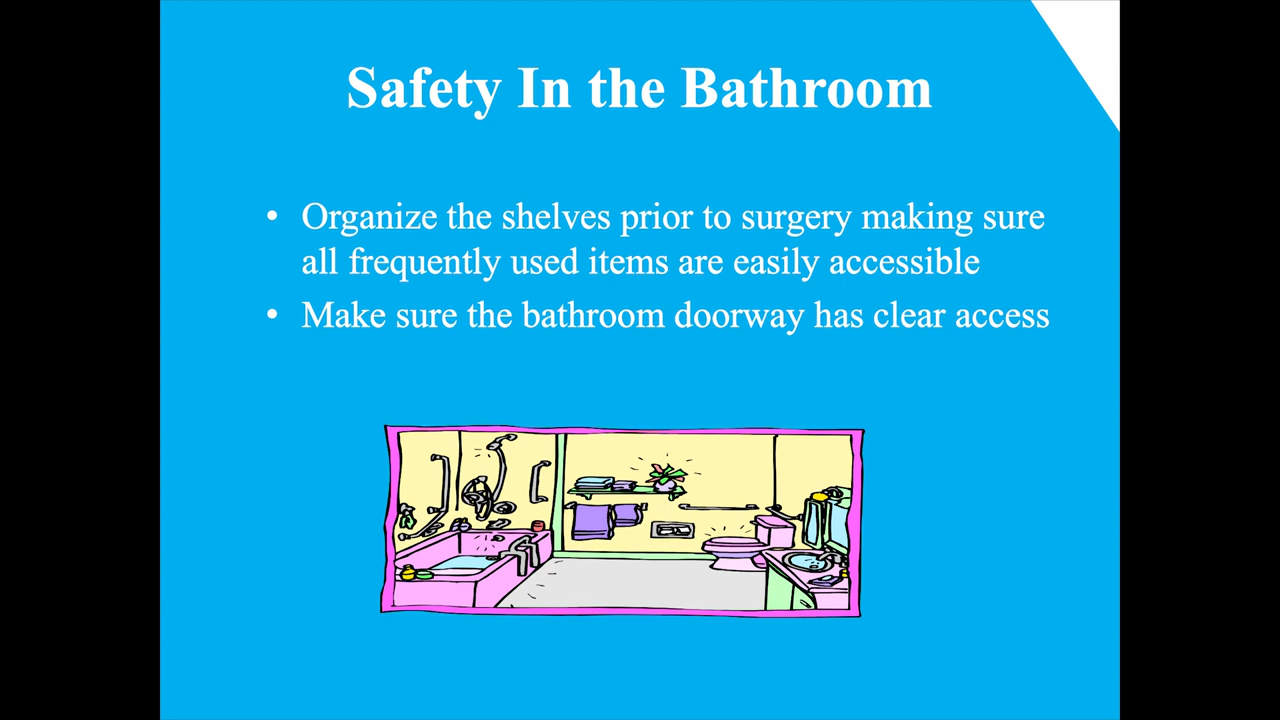 Safety In the Bathroom
• Organize the shelves prior to surgery making sure
all frequently used items are easily accessible
• Make sure the bathroom doorway has clear access